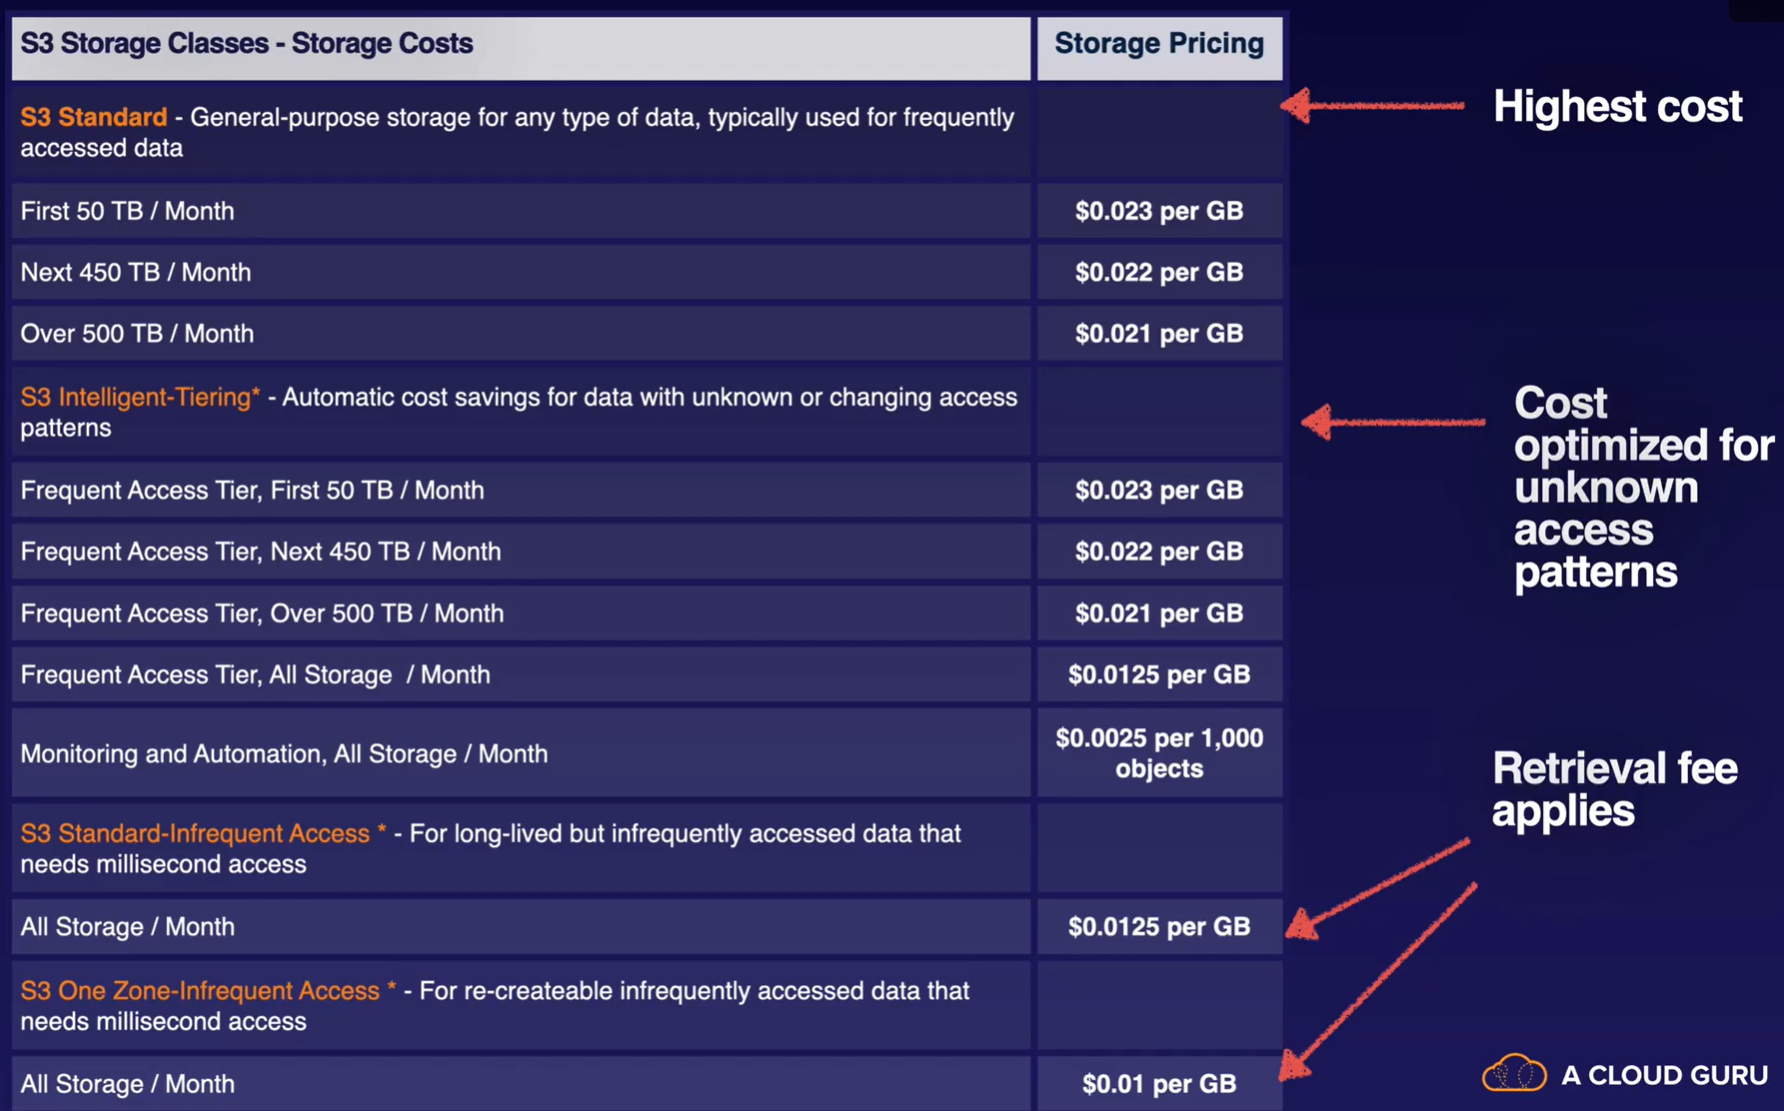 S3 Storage Classes - Storage Costs
Storage Pricing
S3 Standard - General-purpose storage for any type of data, typically used for frequently
accessed data
Highest cost
First 50 TB / Month
$0.023 per GB
Next 450 TB / Month
$0.022 per GB
Over 500 TB / Month
$0.021 per GB
S3 Intelligent-Tiering* - Automatic cost savings for data with unknown or changing access
patterns
Cost
optimized for
unknown
access
patterns
Frequent Access Tier, First 50 TB / Month
$0.023 per GB
Frequent Access Tier, Next 450 TB / Month
$0.022 per GB
Frequent Access Tier, Over 500 TB / Month
$0.021 per GB
Frequent Access Tier, All Storage / Month
$0.0125 per GB
Monitoring and Automation, All Storage / Month
$0.0025 per 1,000
objects
Retrieval fee
applies
S3 Standard-Infrequent Access * - For long-lived but infrequently accessed data that
needs millisecond access
All Storage / Month
$0.0125 per GB
S3 One Zone-Infrequent Access * - For re-createable infrequently accessed data that
needs millisecond access
All Storage / Month
$0.01 per GB
A CLOUD GURU